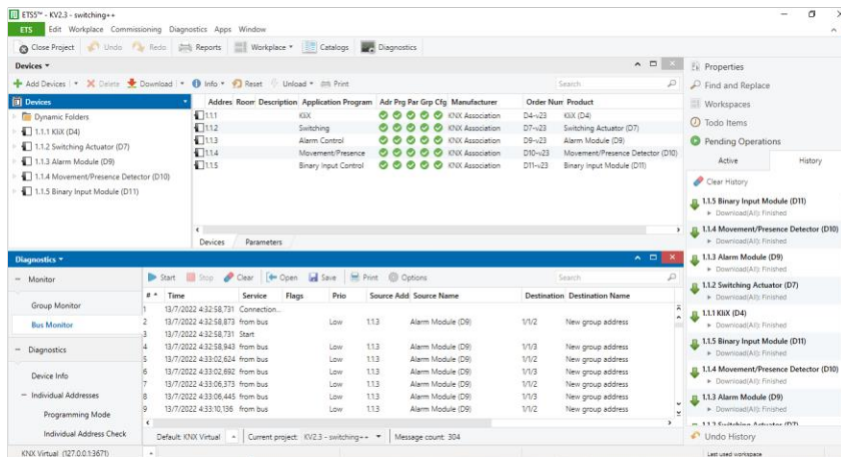 ETS5™ - KV2.3 - switching++
ETS Edit Workplace Commissioning Diagnostics Apps Window
Close Project Undo Redo Reports Workplace Catalogs Diagnostics
Devices
Add Devices Delete Download Info Reset Unload Print Search
Devices
Dynamic Folders
1.1.1 KliX (D4)
1.1.2 Switching Actuator (D7)
1.1.3 Alarm Module (D9)
1.1.4 Movement/Presence Detector (D10)
1.1.5 Binary Input Module (D11)
Addres Room Description Application Program Adr Prg Par Grp Cfg Manufacturer Order Num Product
1.1.1 KliX KNX Association D4-v23 KliX (D4)
1.1.2 Switching KNX Association D7-v23 Switching Actuator (D7)
1.1.3 Alarm Control KNX Association D9-v23 Alarm Module (D9)
1.1.4 Movement/Presence KNX Association D10-v23 Movement/Presence Detector (D10)
1.1.5 Binary Input Control KNX Association D11-v23 Binary Input Module (D11)
Devices Parameters
Diagnostics
Monitor
Group Monitor
Bus Monitor
Diagnostics
Device Info
Individual Addresses
Programming Mode
Individual Address Check
Start Stop Clear Open Save Print Options Search
# Time Service Flags Prio Source Add Source Name Destination Destination Name
1 13/7/2022 4:32:58,731 Connection...
2 13/7/2022 4:32:58,873 from bus Low 1.1.3 Alarm Module (D9) 1/1/2 New group address
3 13/7/2022 4:32:58,731 Start
4 13/7/2022 4:32:58,943 from bus Low 1.1.3 Alarm Module (D9) 1/1/3 New group address
5 13/7/2022 4:33:02,624 from bus Low 1.1.3 Alarm Module (D9) 1/1/2 New group address
6 13/7/2022 4:33:02,692 from bus Low 1.1.3 Alarm Module (D9) 1/1/3 New group address
7 13/7/2022 4:33:06,373 from bus Low 1.1.3 Alarm Module (D9) 1/1/2 New group address
8 13/7/2022 4:33:06,445 from bus Low 1.1.3 Alarm Module (D9) 1/1/3 New group address
9 13/7/2022 4:33:10,136 from bus Low 1.1.3 Alarm Module (D9) 1/1/2 New group address
Default: KNX Virtual Current project: KV2.3 - switching++ Message count: 304
KNX Virtual (127.0.0.1:3671)
Properties
Find and Replace
Workspaces
Todo Items
Pending Operations
Active History
Clear History
1.1.5 Binary Input Module (D11)
Download(All): Finished
1.1.4 Movement/Presence Detector (D10)
Download(All): Finished
1.1.3 Alarm Module (D9)
Download(All): Finished
1.1.2 Switching Actuator (D7)
Download(All): Finished
1.1.1 KliX (D4)
Download(All): Finished
1.1.5 Binary Input Module (D11)
Download(All): Finished
1.1.4 Movement/Presence Detector (D10)
Download(All): Finished
1.1.3 Alarm Module (D9)
Download(All): Finished
1.1.2 Switching Actuator (D7)
Undo History
Last used workspace